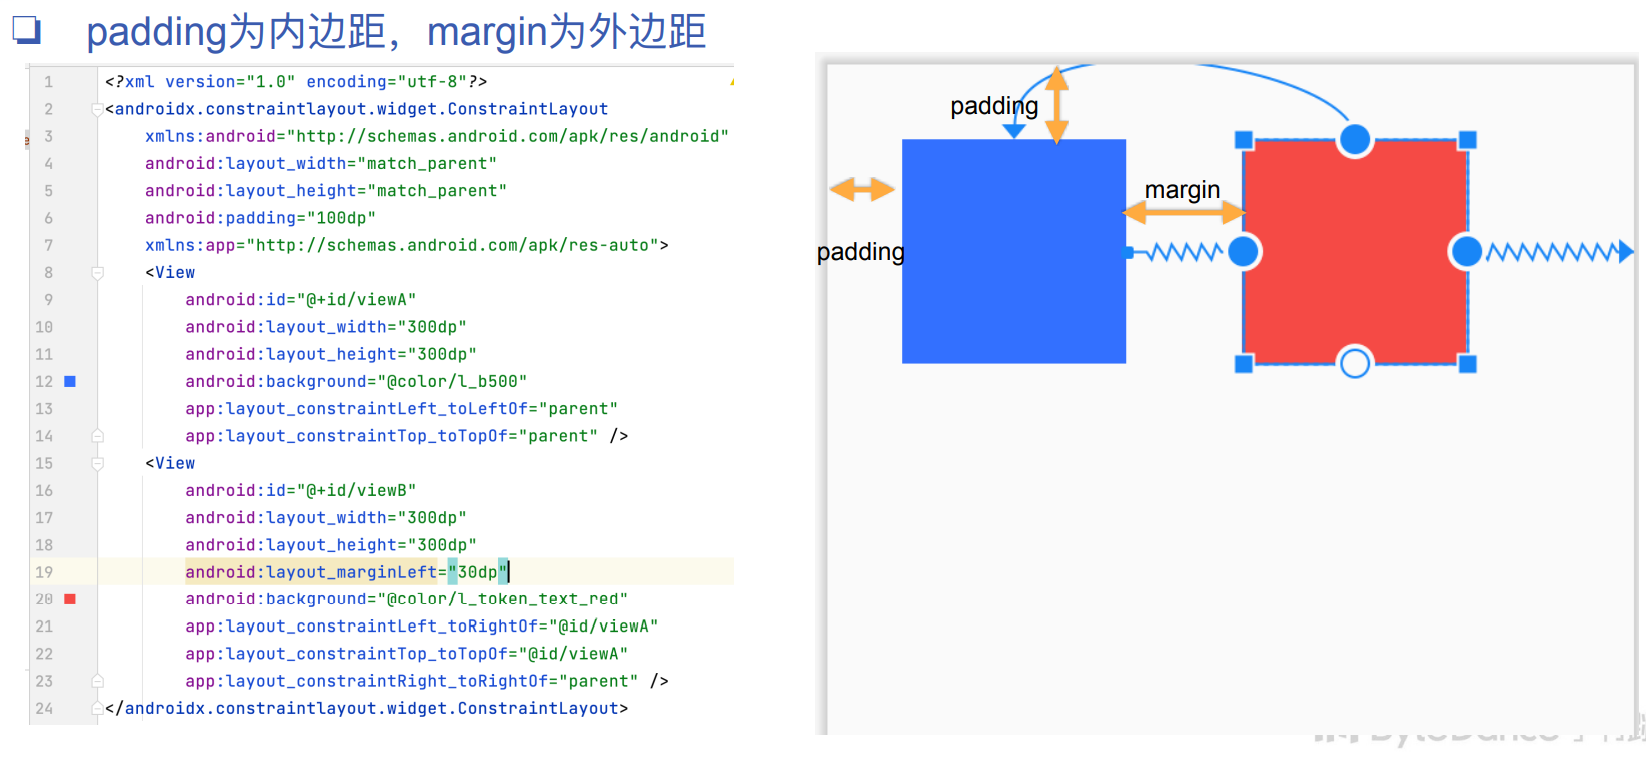 padding为内边距，margin为外边距
1 <?xml version="1.0" encoding="utf-8"?>
2 <androidx.constraintlayout.widget.ConstraintLayout
3 xmlns:android="http://schemas.android.com/apk/res/android"
4 android:layout_width="match_parent"
5 android:layout_height="match_parent"
6 android:padding="100dp"
7 xmlns:app="http://schemas.android.com/apk/res-auto">
8 <View
9 android:id="@+id/viewA"
10 android:layout_width="300dp"
11 android:layout_height="300dp"
12 android:background="@color/l_b500"
13 app:layout_constraintLeft_toLeftOf="parent"
14 app:layout_constraintTop_toTopOf="parent" />
15 <View
16 android:id="@+id/viewB"
17 android:layout_width="300dp"
18 android:layout_height="300dp"
19 android:layout_marginLeft="30dp"
20 android:background="@color/l_token_text_red"
21 app:layout_constraintLeft_toRightOf="@id/viewA"
22 app:layout_constraintTop_toTopOf="@id/viewA"
23 app:layout_constraintRight_toRightOf="parent" />
24 </androidx.constraintlayout.widget.ConstraintLayout>
padding
margin
padding
ByteDance